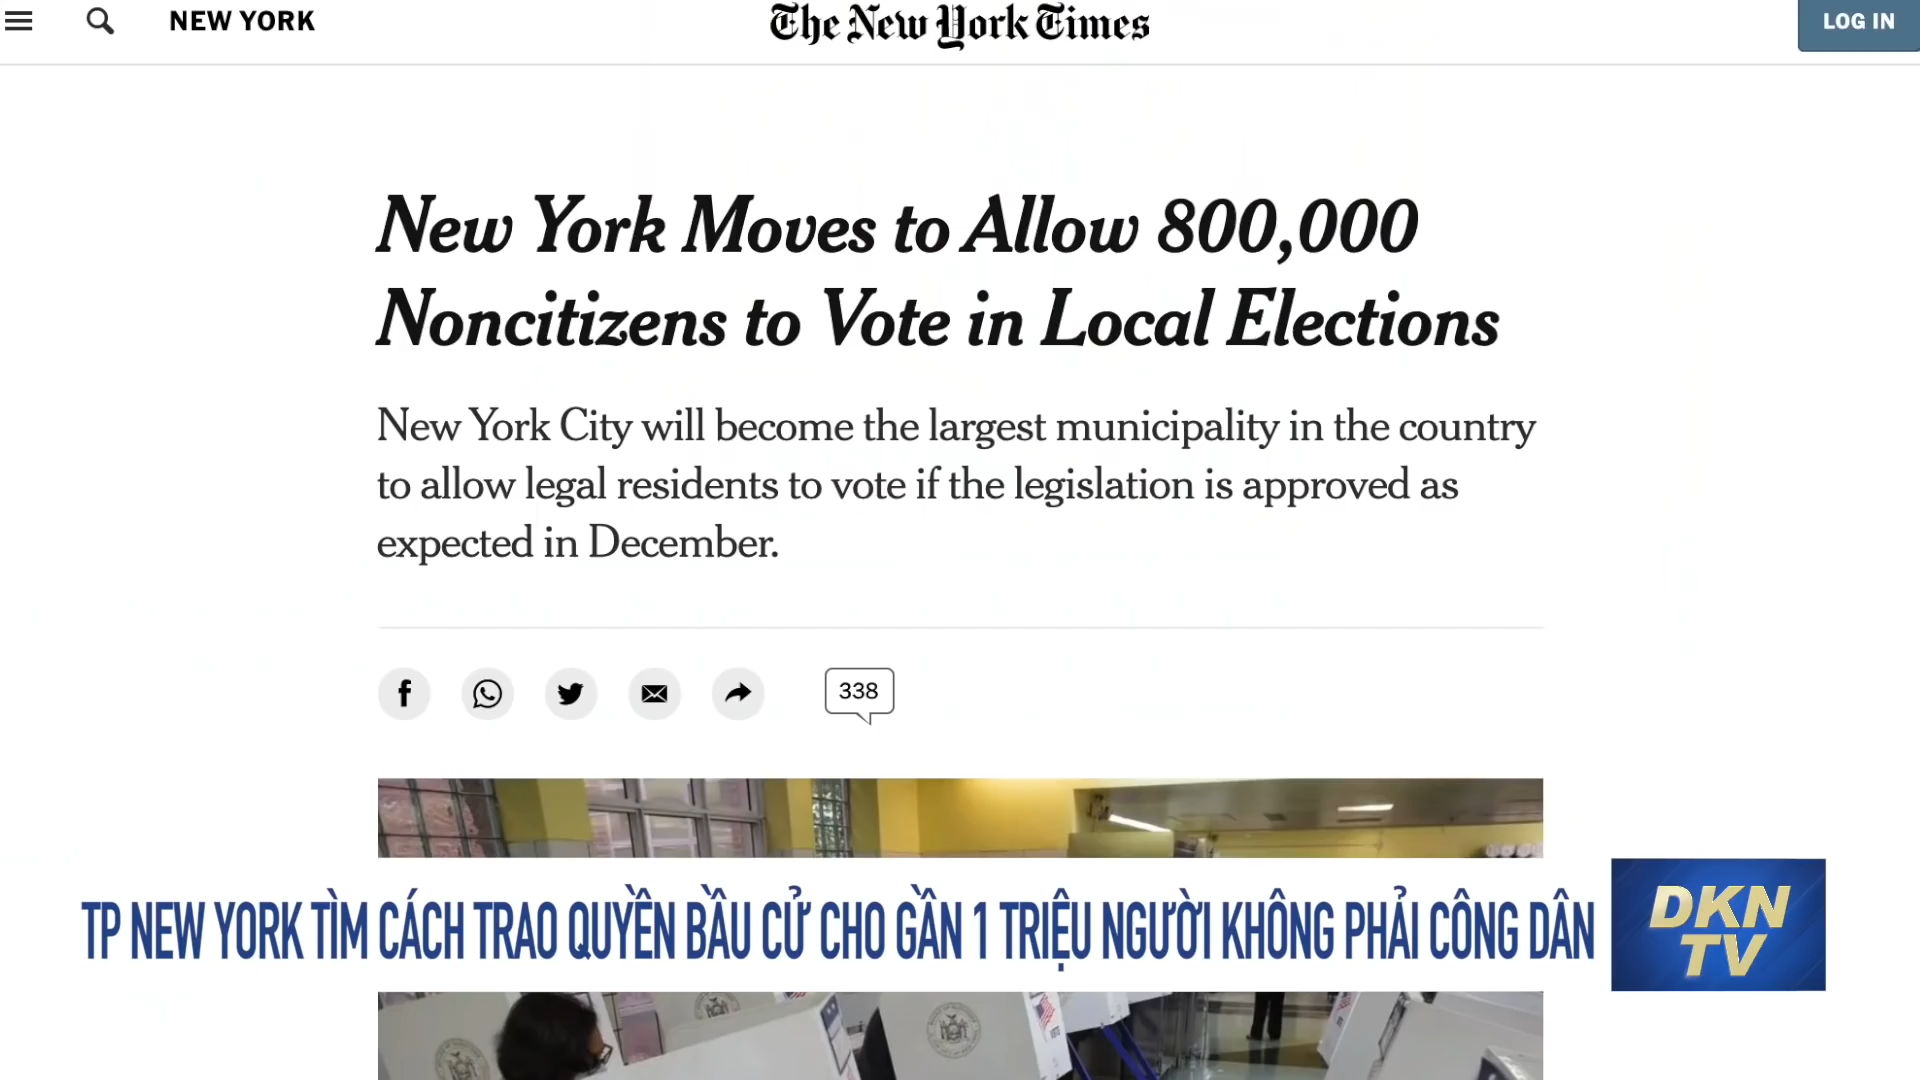 NEW YORK
The New York Times
LOG IN
New York Moves to Allow 800,000
Noncitizens to Vote in Local Elections
New York City will become the largest municipality in the country
to allow legal residents to vote if the legislation is approved as
expected in December.
338
TP NEW YORK TÌM CÁCH TRAO QUYỀN BẦU CỬ CHO GẦN 1 TRIỆU NGƯỜI KHÔNG PHẢI CÔNG DÂN
DKN
TV